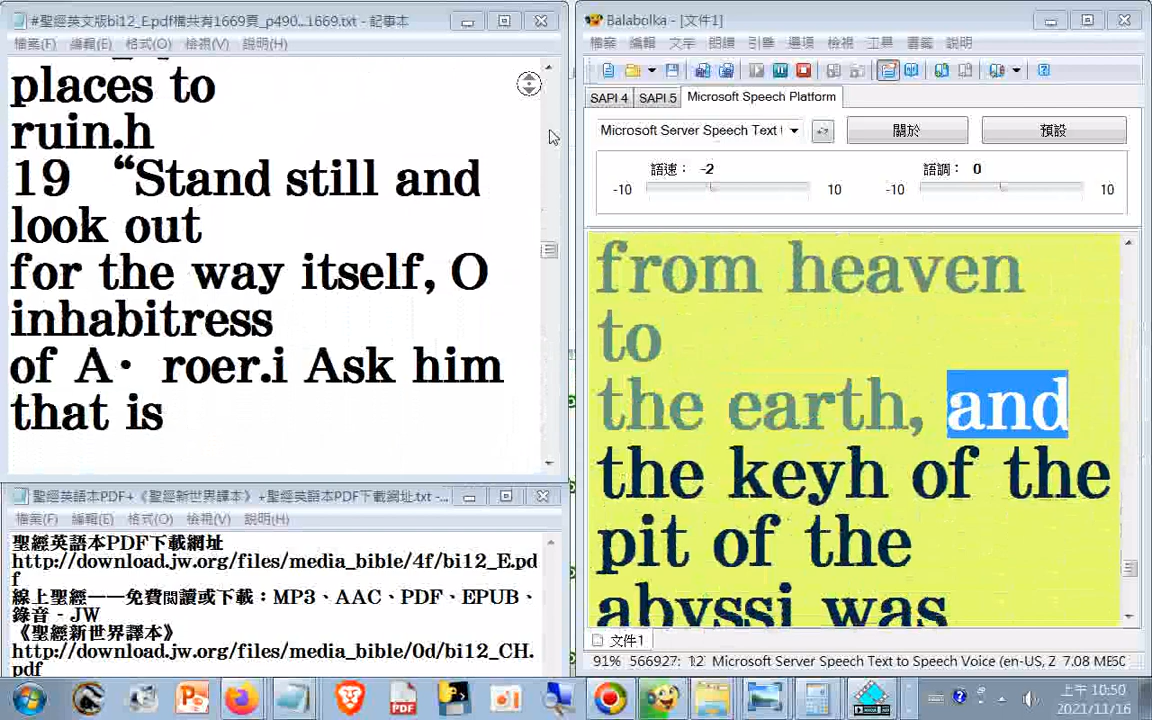 #聖經英文版bi12_E.pdf橫共有1669頁_p490...1669.txt - 記事本
檔案(F) 編輯(E) 格式(O) 檢視(V) 說明(H)
places to
ruin.h
19 “Stand still and
look out
for the way itself, O
inhabitress
of A· roer.i Ask him
that is
聖經英語本PDF+《聖經新世界譯本》+聖經英語本PDF下載網址.txt -...
檔案(F) 編輯(E) 格式(O) 檢視(V) 說明(H)
聖經英語本PDF下載網址
http://download.jw.org/files/media_bible/4f/bi12_E.pd
f
線上聖經——免費閱讀或下載：MP3、AAC、PDF、EPUB、
錄音 - JW
《聖經新世界譯本》
http://download.jw.org/files/media_bible/0d/bi12_CH.
pdf
Balabolka - [文件1]
檔案 編輯 文字 朗讀 引擎 選項 檢視 工具 書籤 說明
SAPI 4 SAPI 5 Microsoft Speech Platform
Microsoft Server Speech Text 關於 預設
語速： -2 語調： 0
-10 10 -10 10
from heaven
to
the earth, and
the keyh of the
pit of the
abyssi was
文件1
91% 566927: 12 Microsoft Server Speech Text to Speech Voice (en-US, Z 7.08 ME
上午 10:50
2021/11/16